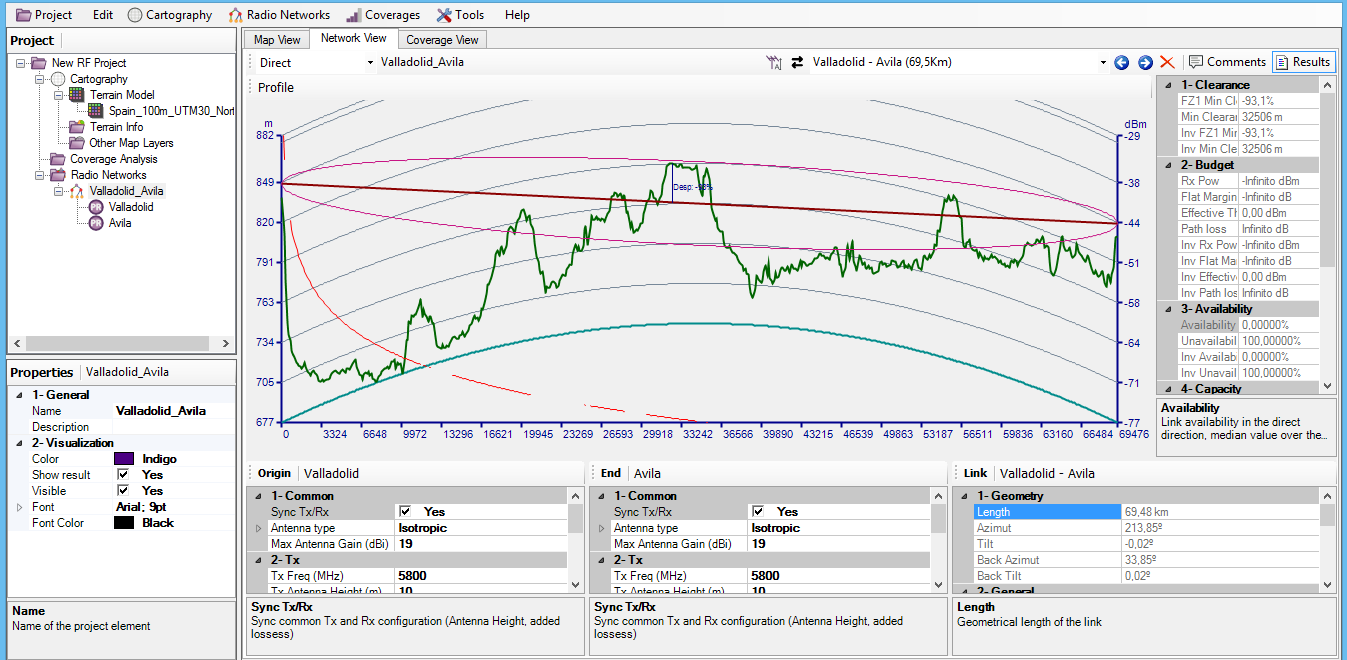 Project Edit Cartography Radio Networks Coverages Tools Help
Project
New RF Project
Cartography
Terrain Model
Spain_100m_UTM30_Nor
Terrain Info
Other Map Layers
Coverage Analysis
Radio Networks
Valladolid_Avila
Valladolid
Avila
Properties Valladolid_Avila
1- General
Name Valladolid_Avila
Description
2- Visualization
Color Indigo
Show result Yes
Visible Yes
Font Arial; 9pt
Font Color Black
Name
Name of the project element
Map View Network View Coverage View
Direct Valladolid_Avila Valladolid - Avila (69,5Km) Comments Results
Profile
m dBm
882 -29
849 -38
820 -44
791 -51
763 -58
734 -64
705 -71
677 -77
0 3324 6648 9972 13296 16621 19945 23269 26593 29918 33242 36566 39890 43215 46539 49863 53187 56511 59836 63160 66484 69476
1- Clearance
FZ1 Min Cl -93,1%
Min Clearar 32506 m
Inv FZ1 Mir -93,1%
Inv Min Cle 32506 m
2- Budget
Rx Pow -Infinito dBm
Flat Margin -Infinito dB
Effective Th 0,00 dBm
Path loss Infinito dB
Inv Rx Pow -Infinito dBm
Inv Flat Mar -Infinito dB
Inv Effectiv 0,00 dBm
Inv Path los Infinito dB
3- Availability
Availability 0,00000%
Unavailabil 100,00000%
Inv Availab 0,00000%
Inv Unavail 100,00000%
4- Capacity
Availability
Link availability in the direct
direction, median value over the...
Origin Valladolid
1- Common
Sync Tx/Rx Yes
Antenna type Isotropic
Max Antenna Gain (dBi) 19
2- Tx
Tx Freq (MHz) 5800
Tx Antenna Height (m) 10
Sync Tx/Rx
Sync common Tx and Rx configuration (Antenna Height, added
lossess)
End Avila
1- Common
Sync Tx/Rx Yes
Antenna type Isotropic
Max Antenna Gain (dBi) 19
2- Tx
Tx Freq (MHz) 5800
Tx Antenna Height (m) 10
Sync Tx/Rx
Sync common Tx and Rx configuration (Antenna Height, added
lossess)
Link Valladolid - Avila
1- Geometry
Length 69,48 km
Azimut 213,85º
Tilt -0,02º
Back Azimut 33,85º
Back Tilt 0,02º
2- General
Length
Geometrical length of the link